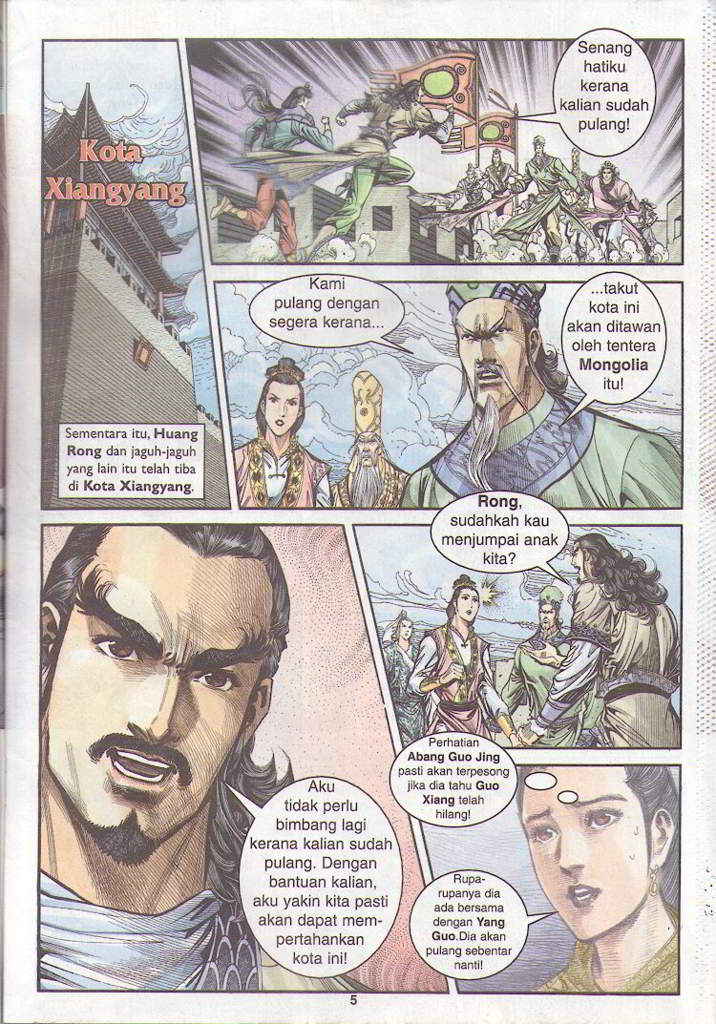 Kota
Xiangyang
Senang
hatiku
kerana
kalian sudah
pulang!
Sementara itu, Huang
Rong dan jaguh-jaguh
yang lain itu telah tiba
di Kota Xiangyang.
Kami
pulang dengan
segera kerana...
...takut
kota ini
akan ditawan
oleh tentera
Mongolia
itu!
Aku
tidak perlu
bimbang lagi
kerana kalian sudah
pulang. Dengan
bantuan kalian,
aku yakin kita pasti
akan dapat mem-
pertahankan
kota ini!
Rong,
sudahkah kau
menjumpai anak
kita?
Perhatian
Abang Guo Jing
pasti akan terpesong
jika dia tahu Guo
Xiang telah
hilang!
Rupa-
rupanya dia
ada bersama
dengan Yang
Guo.Dia akan
pulang sebentar
nanti!
5